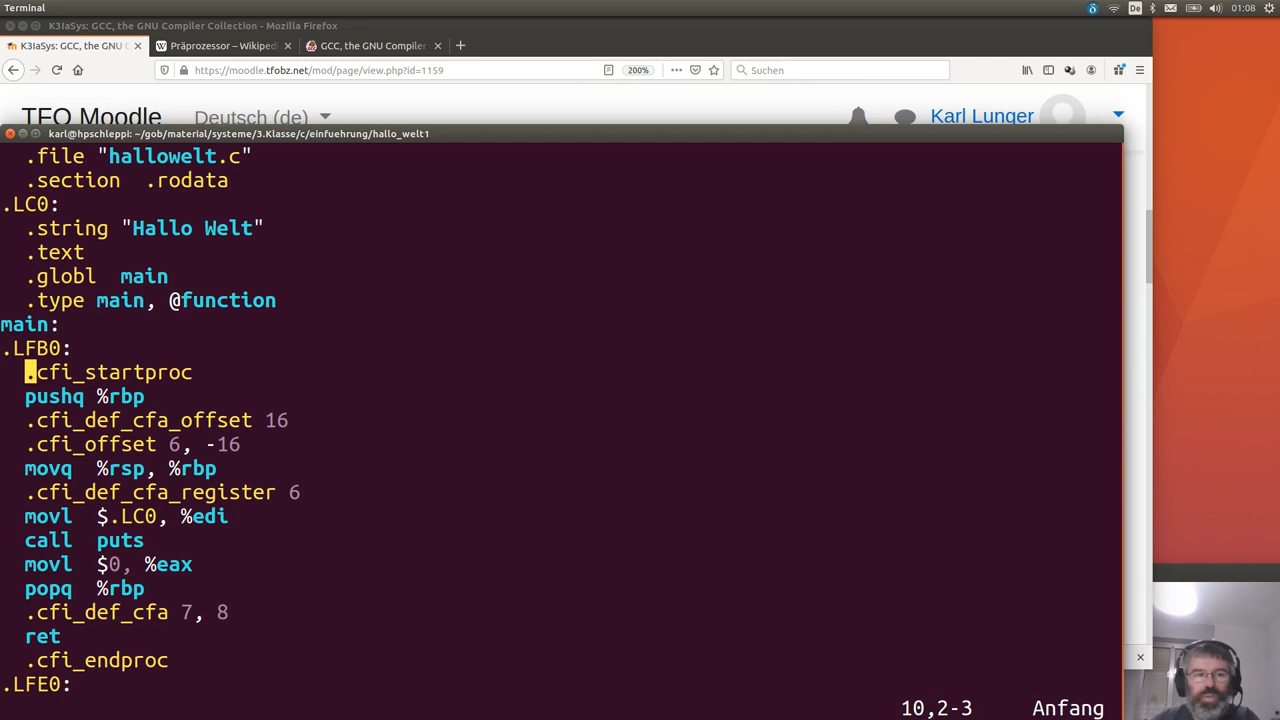 Terminal
De
01:08
K3IaSys: GCC, the GNU Compiler Collection - Mozilla Firefox
K3IaSys: GCC, the GNU C
Präprozessor – Wikiped
GCC, the GNU Compiler
https://moodle.tfobz.net/mod/page/view.php?id=1159
200%
Suchen
TFO Moodle
Deutsch (de)
Karl Lunger
karl@hpschleppi: ~/gob/material/systeme/3.Klasse/c/einfuehrung/hallo_welt1
.file "hallowelt.c"
.section .rodata
.LC0:
.string "Hallo Welt"
.text
.globl main
.type main, @function
main:
.LFB0:
.cfi_startproc
pushq %rbp
.cfi_def_cfa_offset 16
.cfi_offset 6, -16
movq %rsp, %rbp
.cfi_def_cfa_register 6
movl $.LC0, %edi
call puts
movl $0, %eax
popq %rbp
.cfi_def_cfa 7, 8
ret
.cfi_endproc
.LFE0:
10,2-3 Anfang